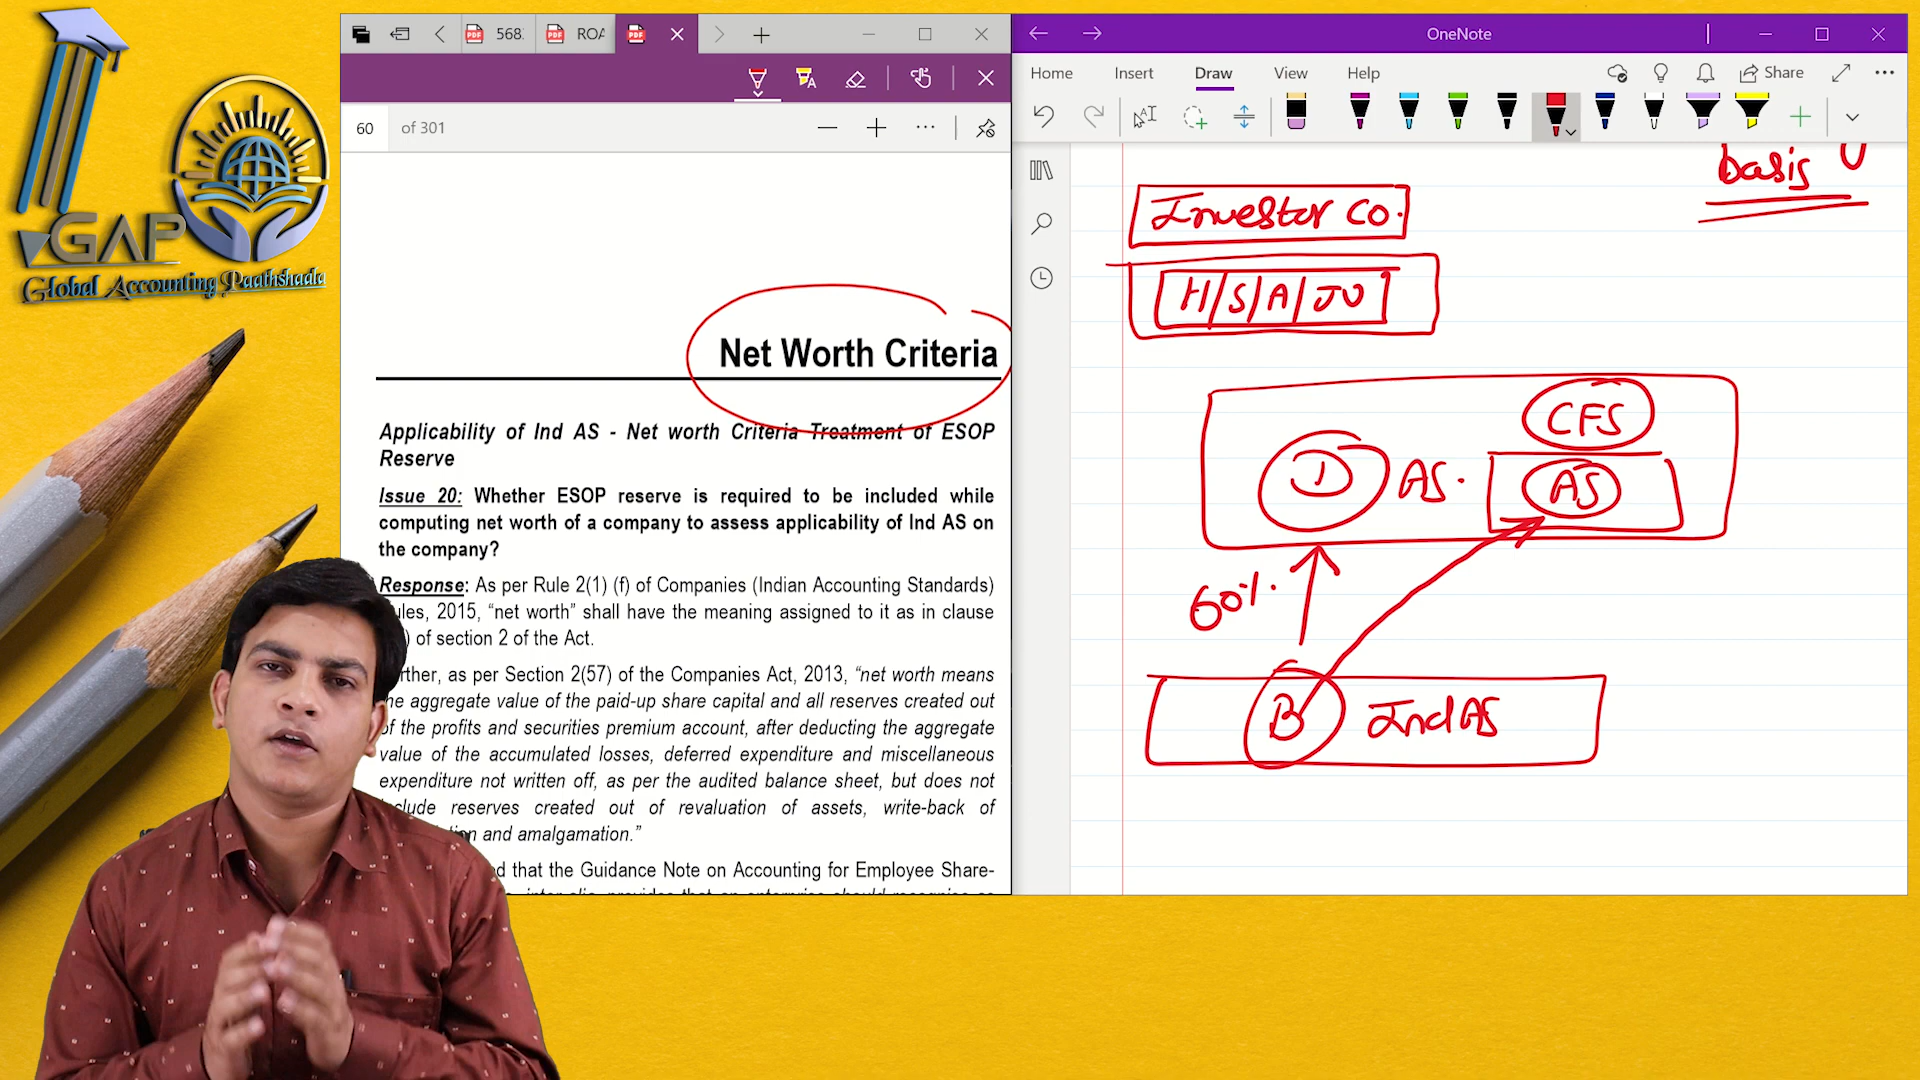 GAP
Global Accounting Paathshaala
568
ROA
60 of 301
Net Worth Criteria
Applicability of Ind AS - Net worth Criteria Treatment of ESOP
Reserve
Issue 20: Whether ESOP reserve is required to be included while
computing net worth of a company to assess applicability of Ind AS on
the company?
Response: As per Rule 2(1) (f) of Companies (Indian Accounting Standards)
ules, 2015, “net worth” shall have the meaning assigned to it as in clause
) of section 2 of the Act.
rther, as per Section 2(57) of the Companies Act, 2013, “net worth means
he aggregate value of the paid-up share capital and all reserves created out
of the profits and securities premium account, after deducting the aggregate
value of the accumulated losses, deferred expenditure and miscellaneous
expenditure not written off, as per the audited balance sheet, but does not
include reserves created out of revaluation of assets, write-back of
tion and amalgamation.”
d that the Guidance Note on Accounting for Employee Share-
OneNote
Home Insert Draw View Help Share
basis
Investor Co.
H/S/A/JV
CFS
D AS. AS
60%.
B Ind AS